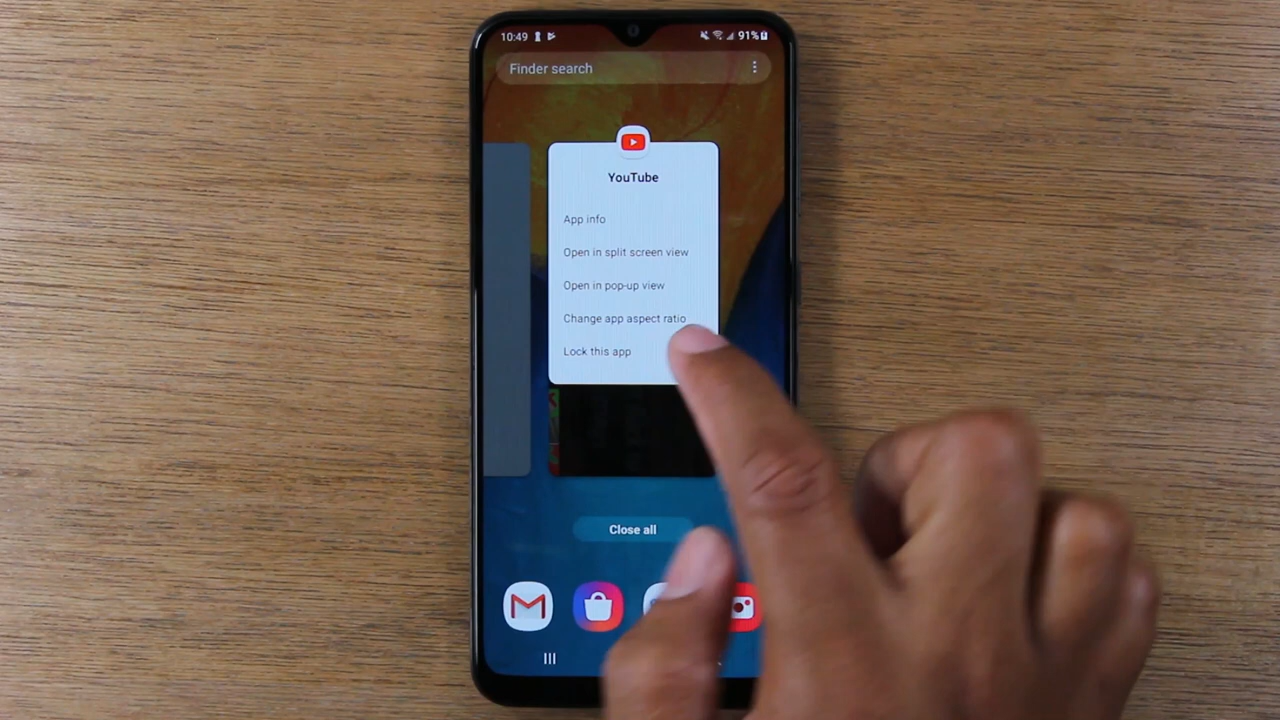 10:49 91%
Finder search
YouTube
App info
Open in split screen view
Open in pop-up view
Change app aspect ratio
Lock this app
Close all